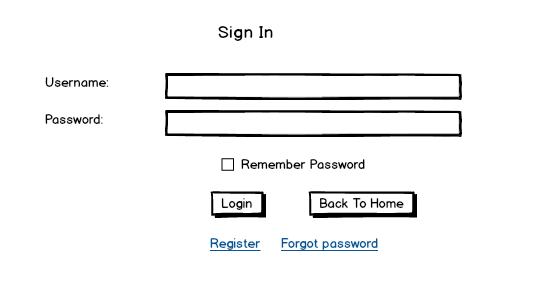 Sign In
Username:
Password:
Remember Password
Login Back To Home
Register Forgot password